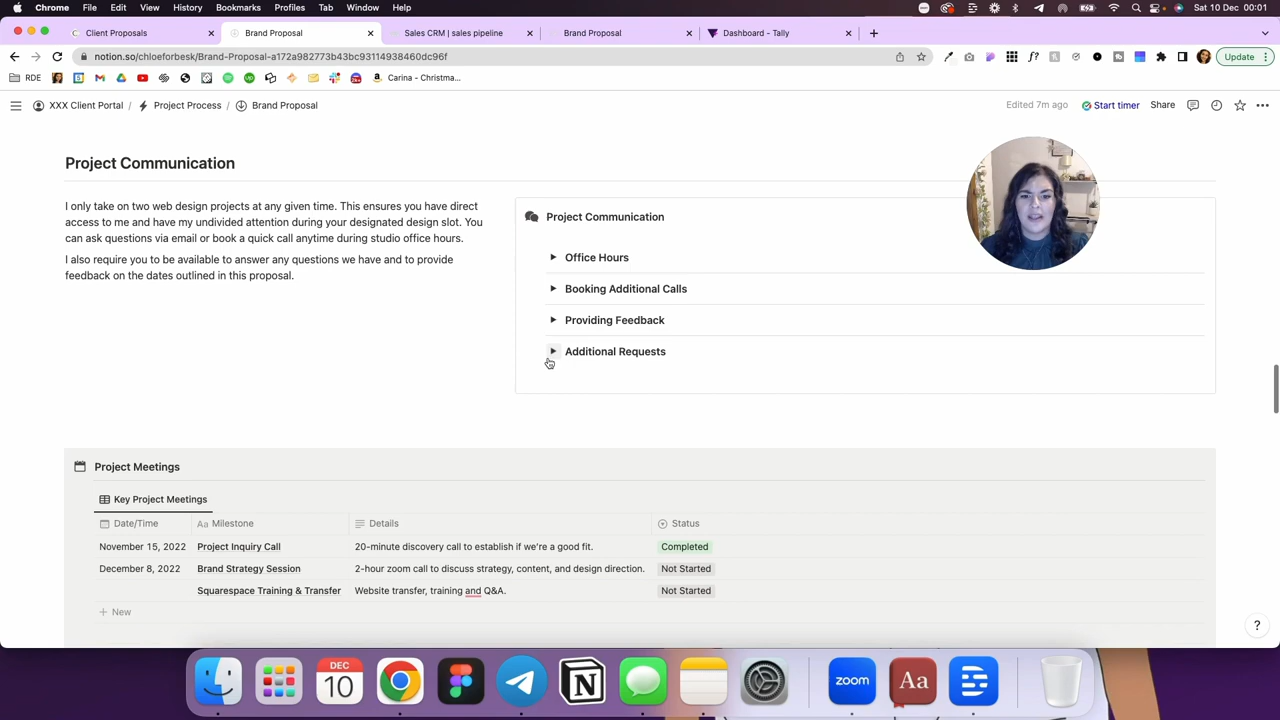 Chrome File Edit View History Bookmarks Profiles Tab Window Help Sat 10 Dec 00:01
Client Proposals Brand Proposal Sales CRM | sales pipeline Brand Proposal Dashboard - Tally
notion.so/chloeforbesk/Brand-Proposal-a172a982773b43bc93114938460dc96f Update
RDE Carina - Christma...
XXX Client Portal / Project Process / Brand Proposal Edited 7m ago Start timer Share
Project Communication
I only take on two web design projects at any given time. This ensures you have direct
access to me and have my undivided attention during your designated design slot. You
can ask questions via email or book a quick call anytime during studio office hours.
I also require you to be available to answer any questions we have and to provide
feedback on the dates outlined in this proposal.
Project Communication
Office Hours
Booking Additional Calls
Providing Feedback
Additional Requests
Project Meetings
Key Project Meetings
Date/Time Aa Milestone Details Status
November 15, 2022 Project Inquiry Call 20-minute discovery call to establish if we're a good fit. Completed
December 8, 2022 Brand Strategy Session 2-hour zoom call to discuss strategy, content, and design direction. Not Started
Squarespace Training & Transfer Website transfer, training and Q&A. Not Started
+ New
?
DEC
10
zoom
Aa